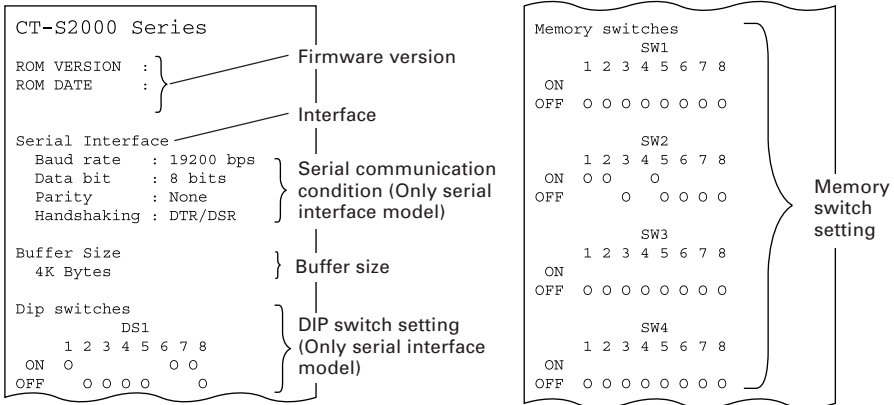 CT-S2000 Series
ROM VERSION :
ROM DATE    :
Firmware version
Interface
Serial Interface
Baud rate   : 19200 bps
Data bit    : 8 bits
Parity      : None
Handshaking : DTR/DSR
Serial communication
condition (Only serial
interface model)
Buffer Size
4K Bytes
Buffer size
Dip switches
DS1
1 2 3 4 5 6 7 8
ON O         O O
OFF   O O O O     O
DIP switch setting
(Only serial interface
model)
Memory switches
SW1
1 2 3 4 5 6 7 8
ON
OFF O O O O O O O O
SW2
1 2 3 4 5 6 7 8
ON O O   O
OFF     O   O O O O
SW3
1 2 3 4 5 6 7 8
ON
OFF O O O O O O O O
SW4
1 2 3 4 5 6 7 8
ON
OFF O O O O O O O O
Memory
switch
setting